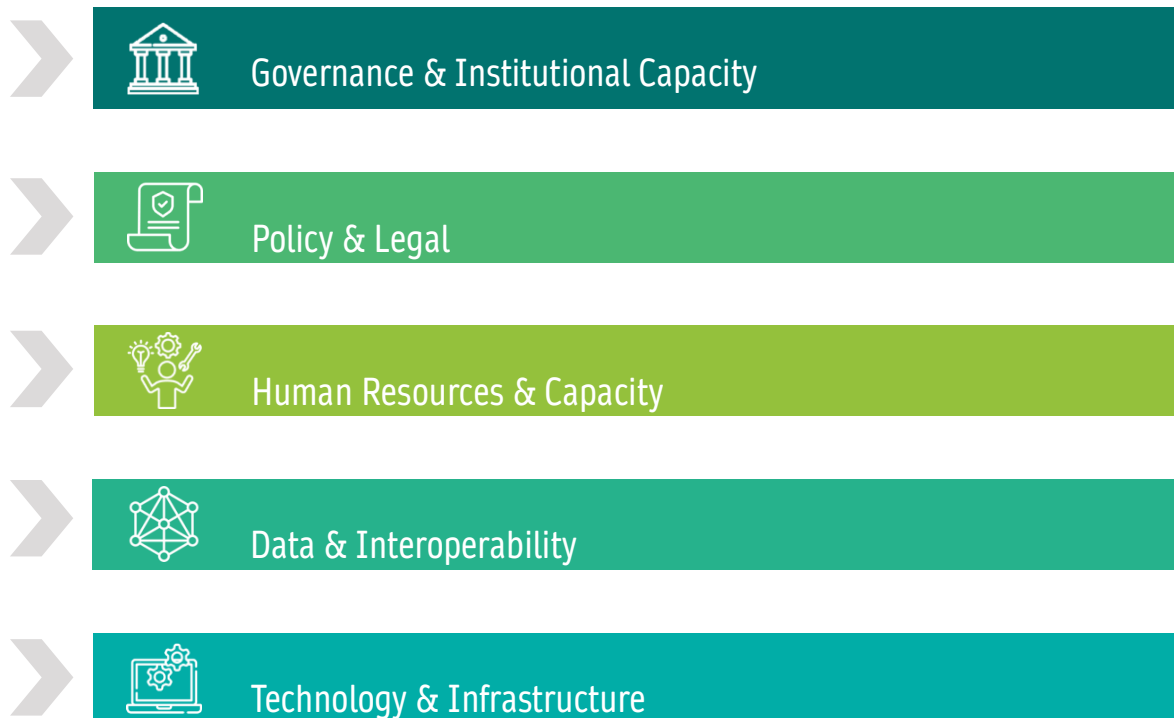 Governance & Institutional Capacity
Policy & Legal
Human Resources & Capacity
Data & Interoperability
Technology & Infrastructure